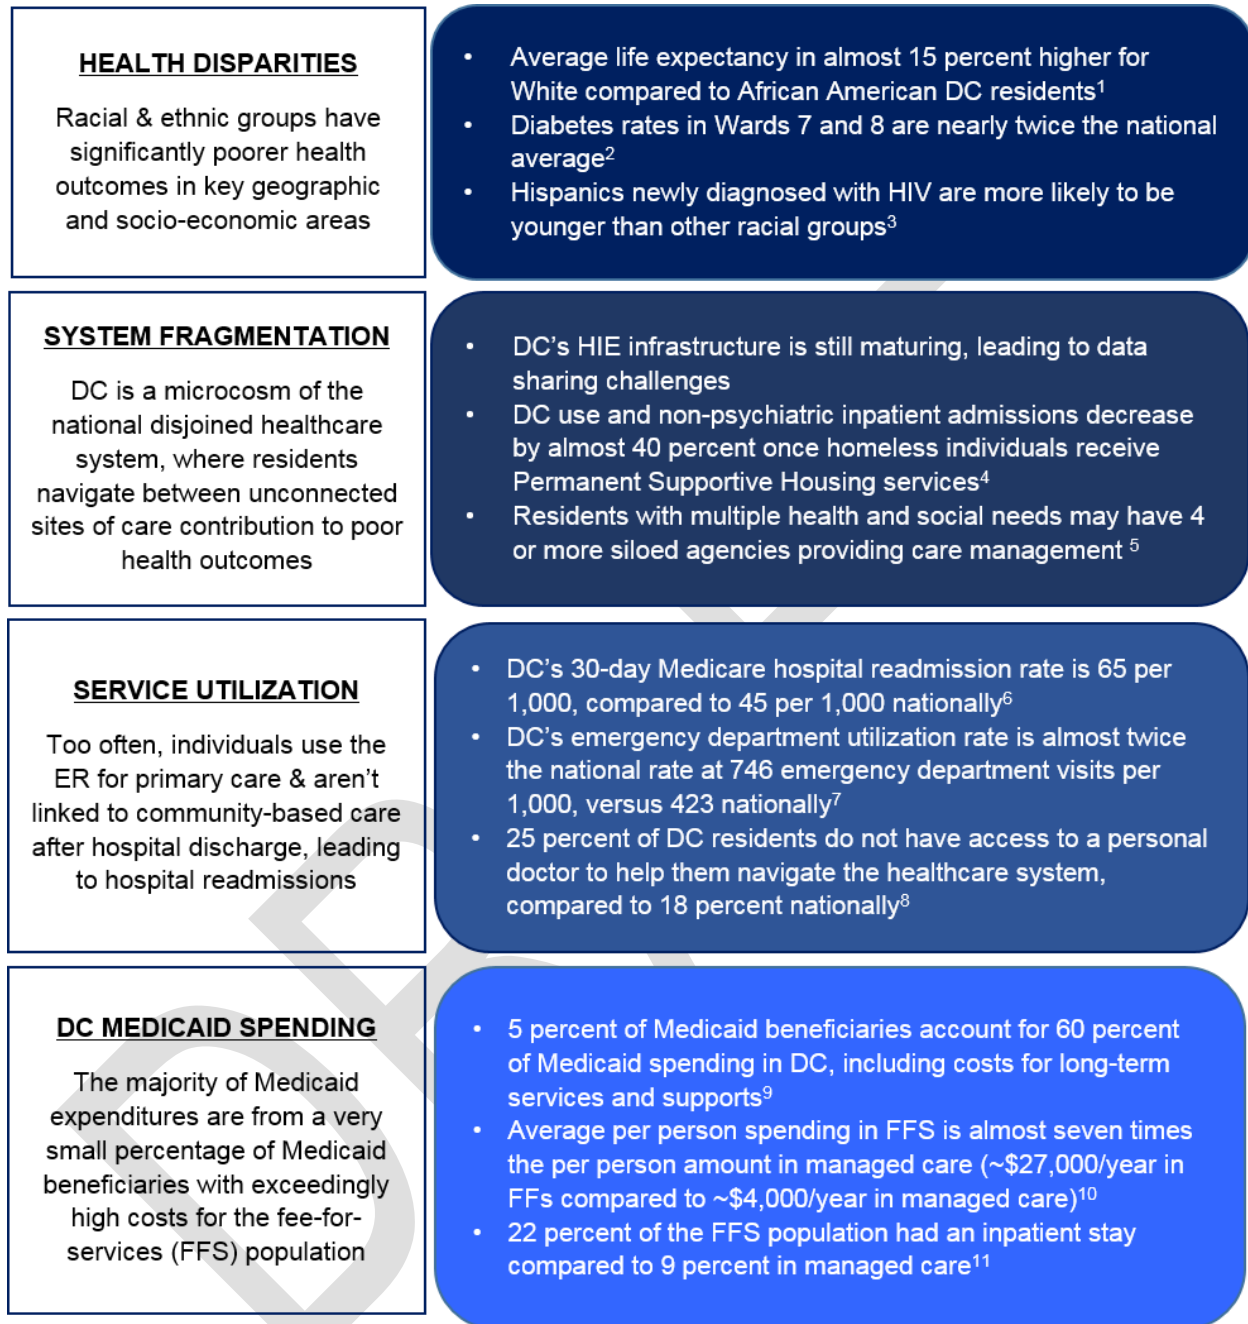 HEALTH DISPARITIES
Racial & ethnic groups have
significantly poorer health
outcomes in key geographic
and socio-economic areas
• Average life expectancy in almost 15 percent higher for
White compared to African American DC residents1
• Diabetes rates in Wards 7 and 8 are nearly twice the national
average2
• Hispanics newly diagnosed with HIV are more likely to be
younger than other racial groups3
SYSTEM FRAGMENTATION
DC is a microcosm of the
national disjoined healthcare
system, where residents
navigate between unconnected
sites of care contribution to poor
health outcomes
• DC's HIE infrastructure is still maturing, leading to data
sharing challenges
• DC use and non-psychiatric inpatient admissions decrease
by almost 40 percent once homeless individuals receive
Permanent Supportive Housing services4
• Residents with multiple health and social needs may have 4
or more siloed agencies providing care management 5
SERVICE UTILIZATION
Too often, individuals use the
ER for primary care & aren't
linked to community-based care
after hospital discharge, leading
to hospital readmissions
• DC's 30-day Medicare hospital readmission rate is 65 per
1,000, compared to 45 per 1,000 nationally6
• DC's emergency department utilization rate is almost twice
the national rate at 746 emergency department visits per
1,000, versus 423 nationally7
• 25 percent of DC residents do not have access to a personal
doctor to help them navigate the healthcare system,
compared to 18 percent nationally8
DC MEDICAID SPENDING
The majority of Medicaid
expenditures are from a very
small percentage of Medicaid
beneficiaries with exceedingly
high costs for the fee-for-
services (FFS) population
• 5 percent of Medicaid beneficiaries account for 60 percent
of Medicaid spending in DC, including costs for long-term
services and supports9
• Average per person spending in FFS is almost seven times
the per person amount in managed care (~$27,000/year in
FFs compared to ~$4,000/year in managed care)10
• 22 percent of the FFS population had an inpatient stay
compared to 9 percent in managed care11